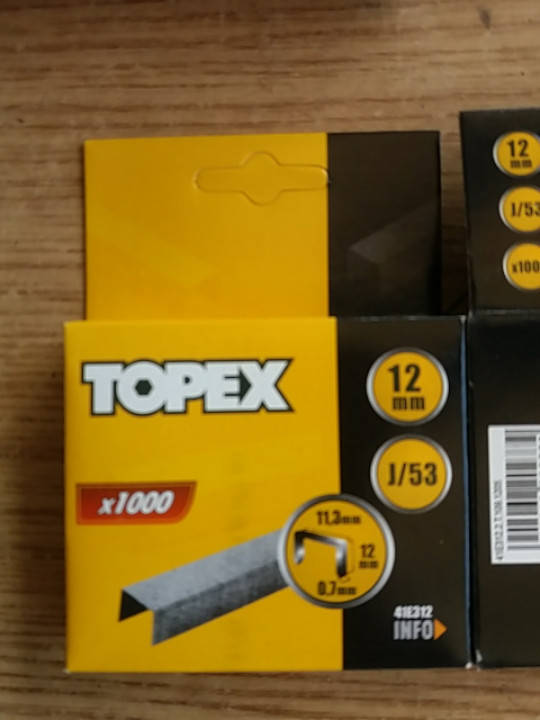 TOPEX
12
mm
J/53
x1000
11,3mm
12
mm
0,7mm
41E312
INFO
12
mm
J/53
x100